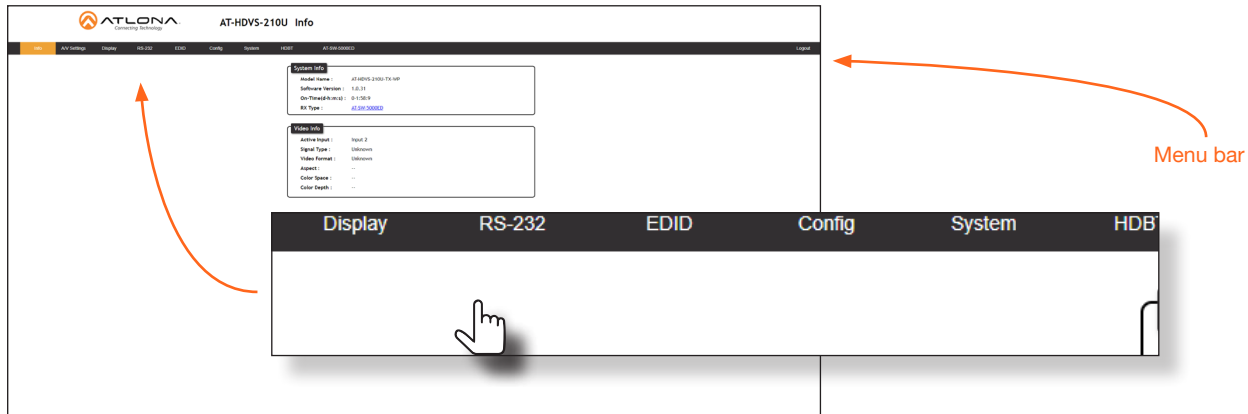 ATLONA.
Connecting Technology
AT-HDVS-210U Info
Info A/V Settings Display RS-232 EDID Config System HDBT AT-SW-5000ED Logout
System Info
Model Name : AT-HDVS-210U-TX-WP
Software Version : 1.0.31
On-Time(d-h:m:s) : 0-1:58:9
RX Type : AT-SW-5000ED
Video Info
Active Input : Input 2
Signal Type : Unknown
Video Format : Unknown
Aspect : --
Color Space : --
Color Depth : --
Menu bar
Display RS-232 EDID Config System HDBT